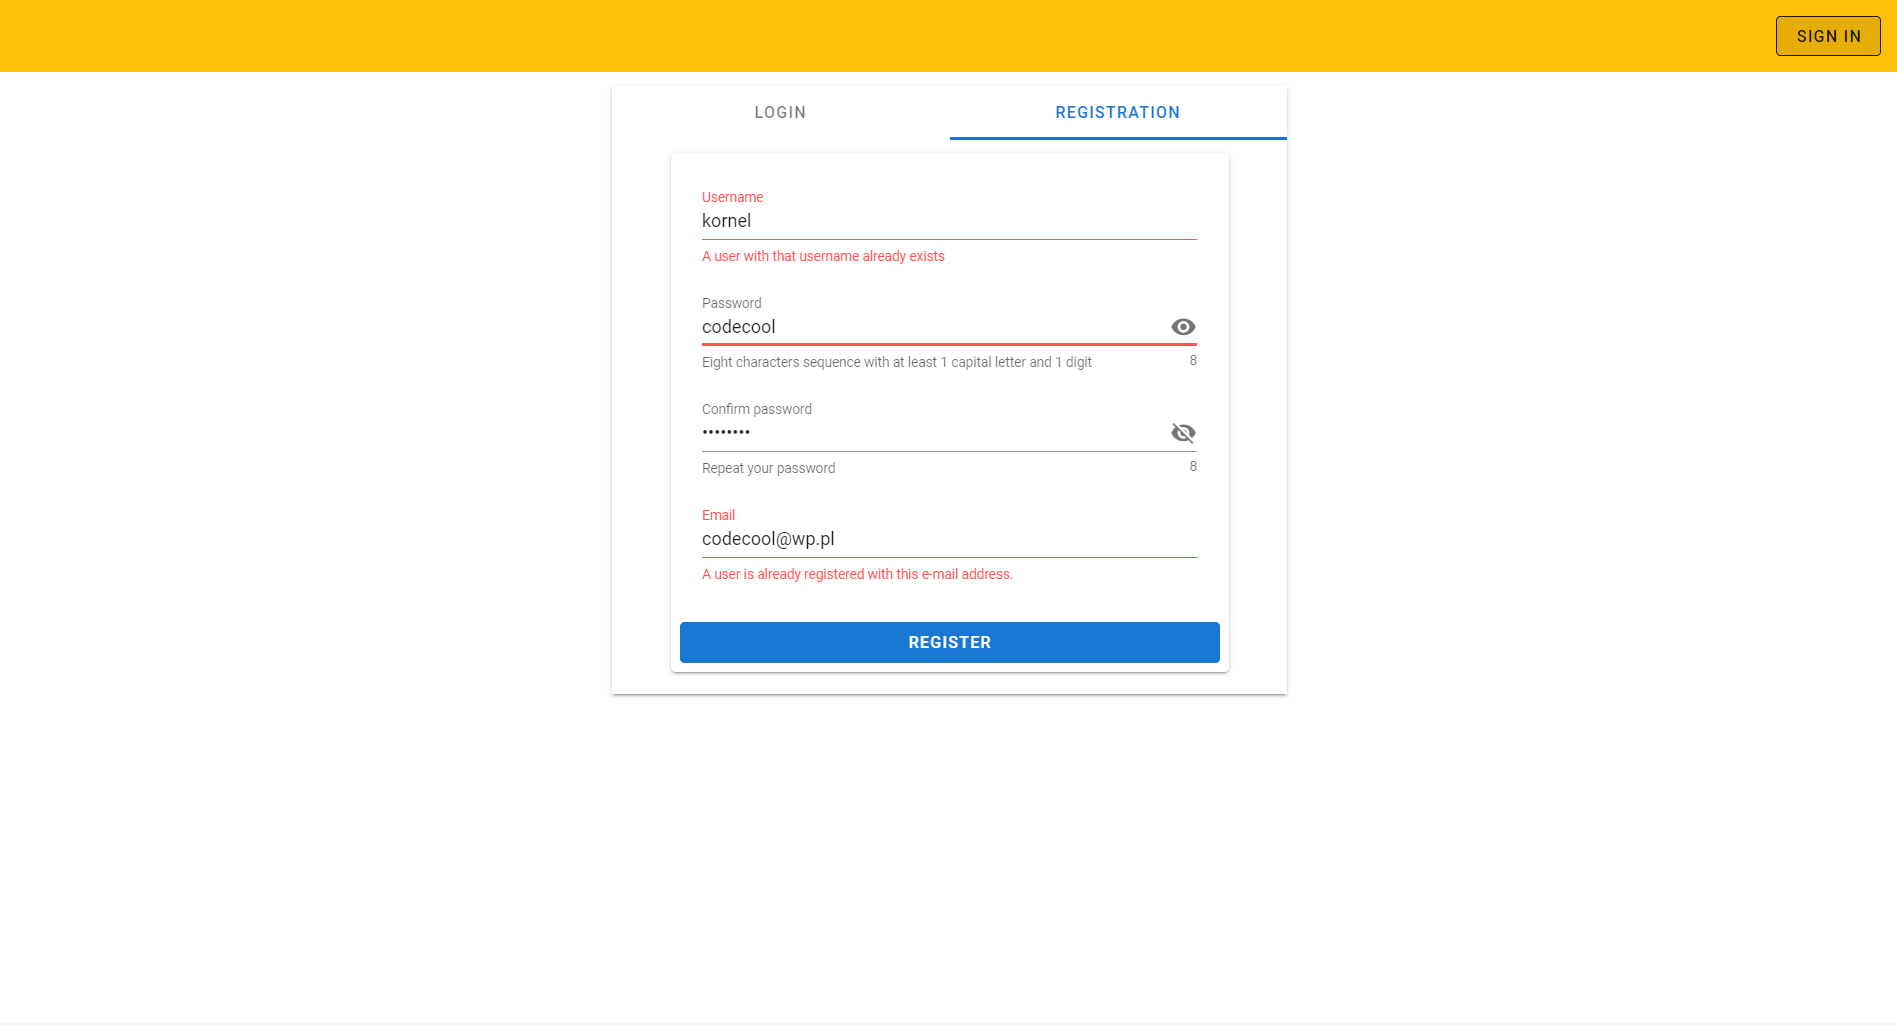 SIGN IN
LOGIN REGISTRATION
Username
kornel
A user with that username already exists
Password
codecool
Eight characters sequence with at least 1 capital letter and 1 digit 8
Confirm password
••••••••
Repeat your password 8
Email
codecool@wp.pl
A user is already registered with this e-mail address.
REGISTER